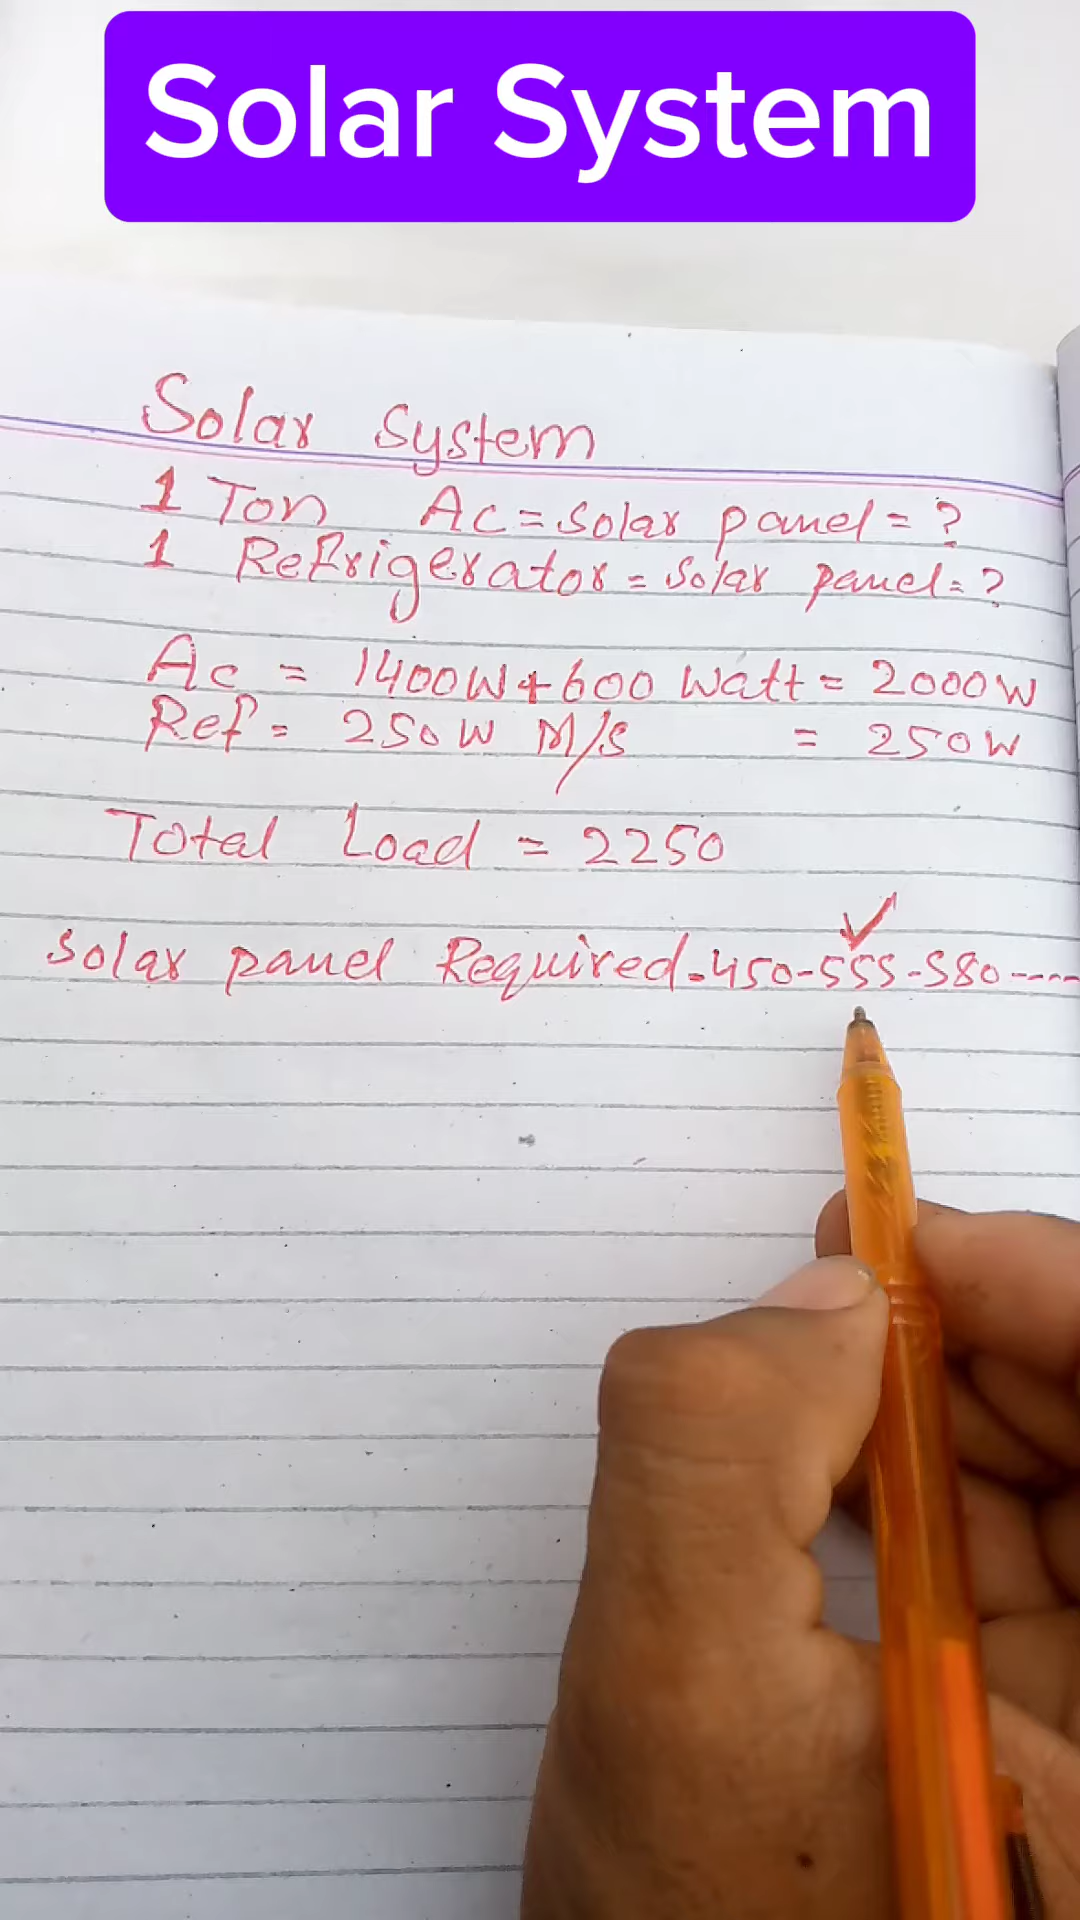 Solar System
Solar System
1 Ton Ac = Solar panel = ?
1 Refrigerator = Solar panel = ?
Ac = 1400W + 600 Watt = 2000W
Ref = 250W M/S = 250W
Total Load = 2250
Solar panel Required - 450 - 555 - 580 ----